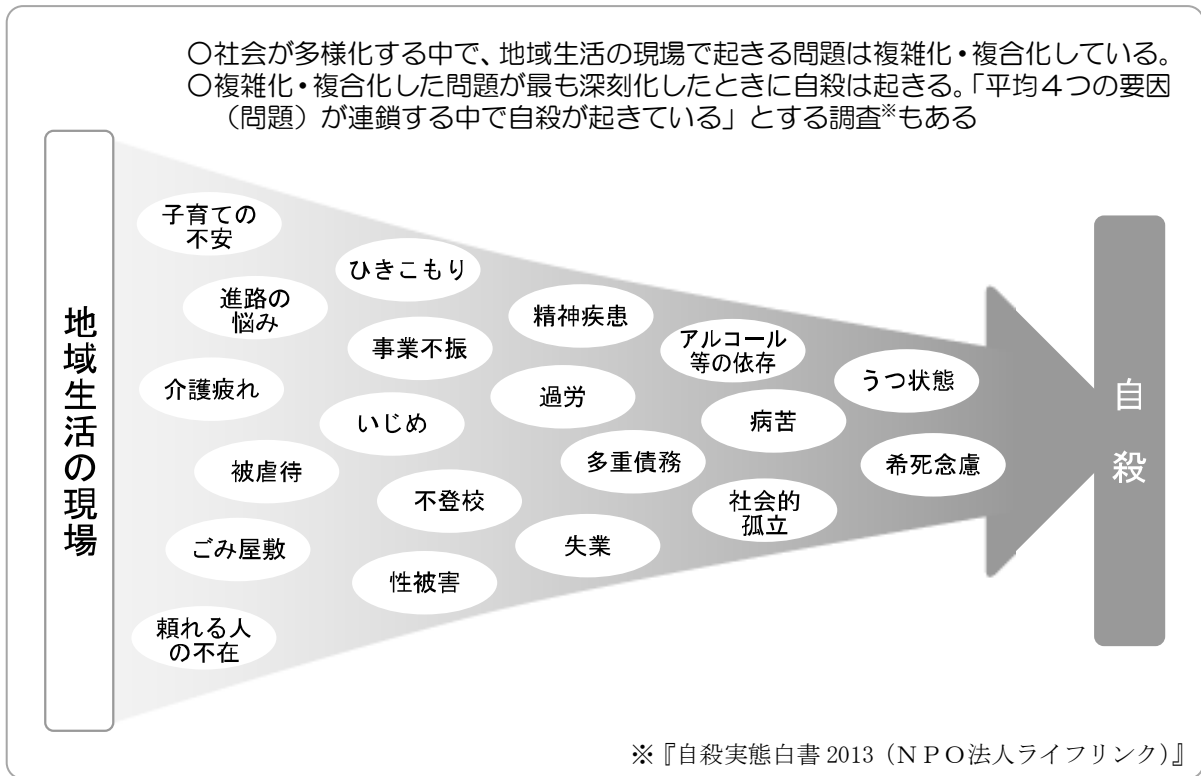 〇社会が多様化する中で、地域生活の現場で起きる問題は複雑化・複合化している。
〇複雑化・複合化した問題が最も深刻化したときに自殺は起きる。「平均４つの要因
（問題）が連鎖する中で自殺が起きている」とする調査※もある
地域生活の現場
子育ての
不安
進路の
悩み
介護疲れ
被虐待
ごみ屋敷
頼れる人
の不在
ひきこもり
事業不振
いじめ
不登校
性被害
精神疾患
過労
多重債務
失業
アルコール
等の依存
病苦
社会的
孤立
うつ状態
希死念慮
自殺
※『自殺実態白書 2013（ＮＰＯ法人ライフリンク）』